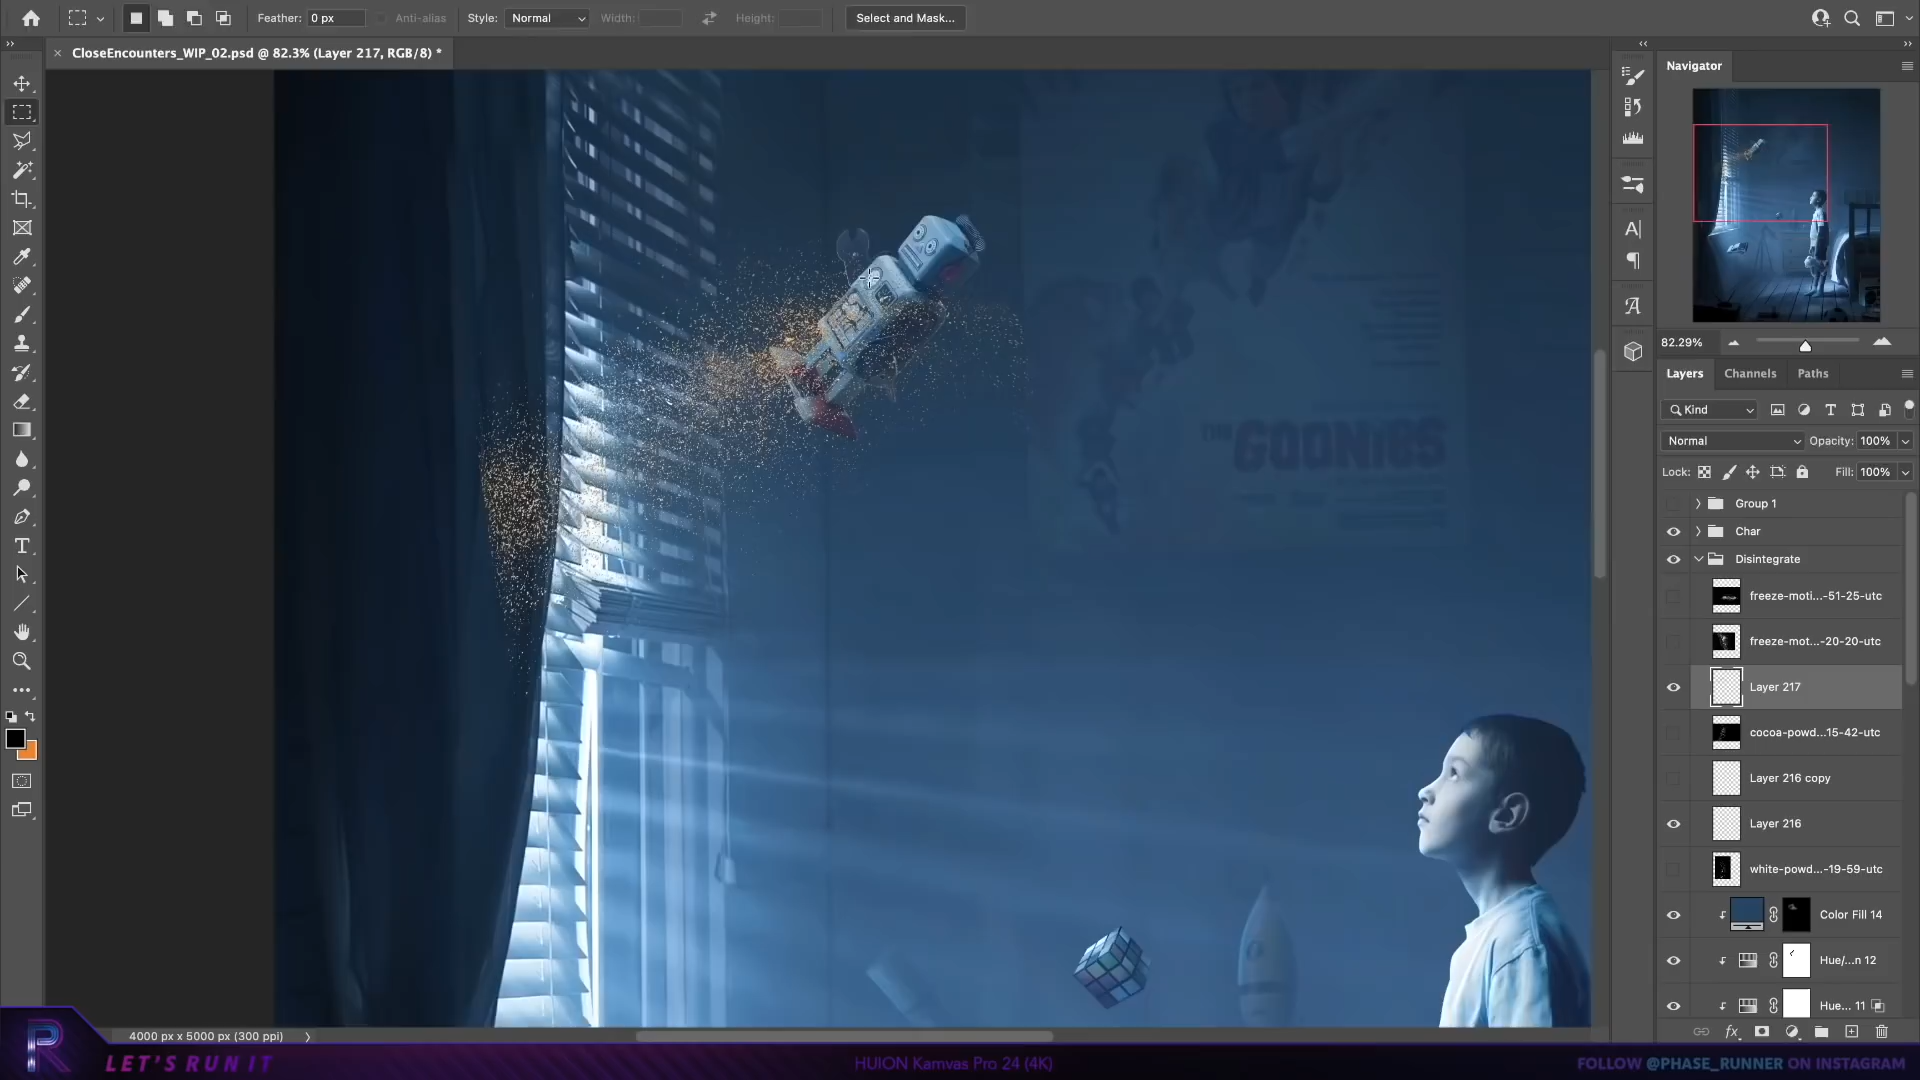 Feather: 0 px Anti-alias Style: Normal Width: Height: Select and Mask...
CloseEncounters_WIP_02.psd @ 82.3% (Layer 217, RGB/8) *
Navigator
82.29%
Layers Channels Paths
Kind
Normal Opacity: 100%
Lock: Fill: 100%
Group 1
Char
Disintegrate
freeze-moti...-51-25-utc
freeze-mot...-20-20-utc
Layer 217
cocoa-powd...15-42-utc
Layer 216 copy
Layer 216
white-powd...-19-59-utc
Color Fill 14
Hue/...n 12
Hue... 11
THE GOONIES
4000 px x 5000 px (300 ppi)
R LET'S RUN IT
HUION Kamvas Pro 24 (4K)
FOLLOW @PHASE_RUNNER ON INSTAGRAM